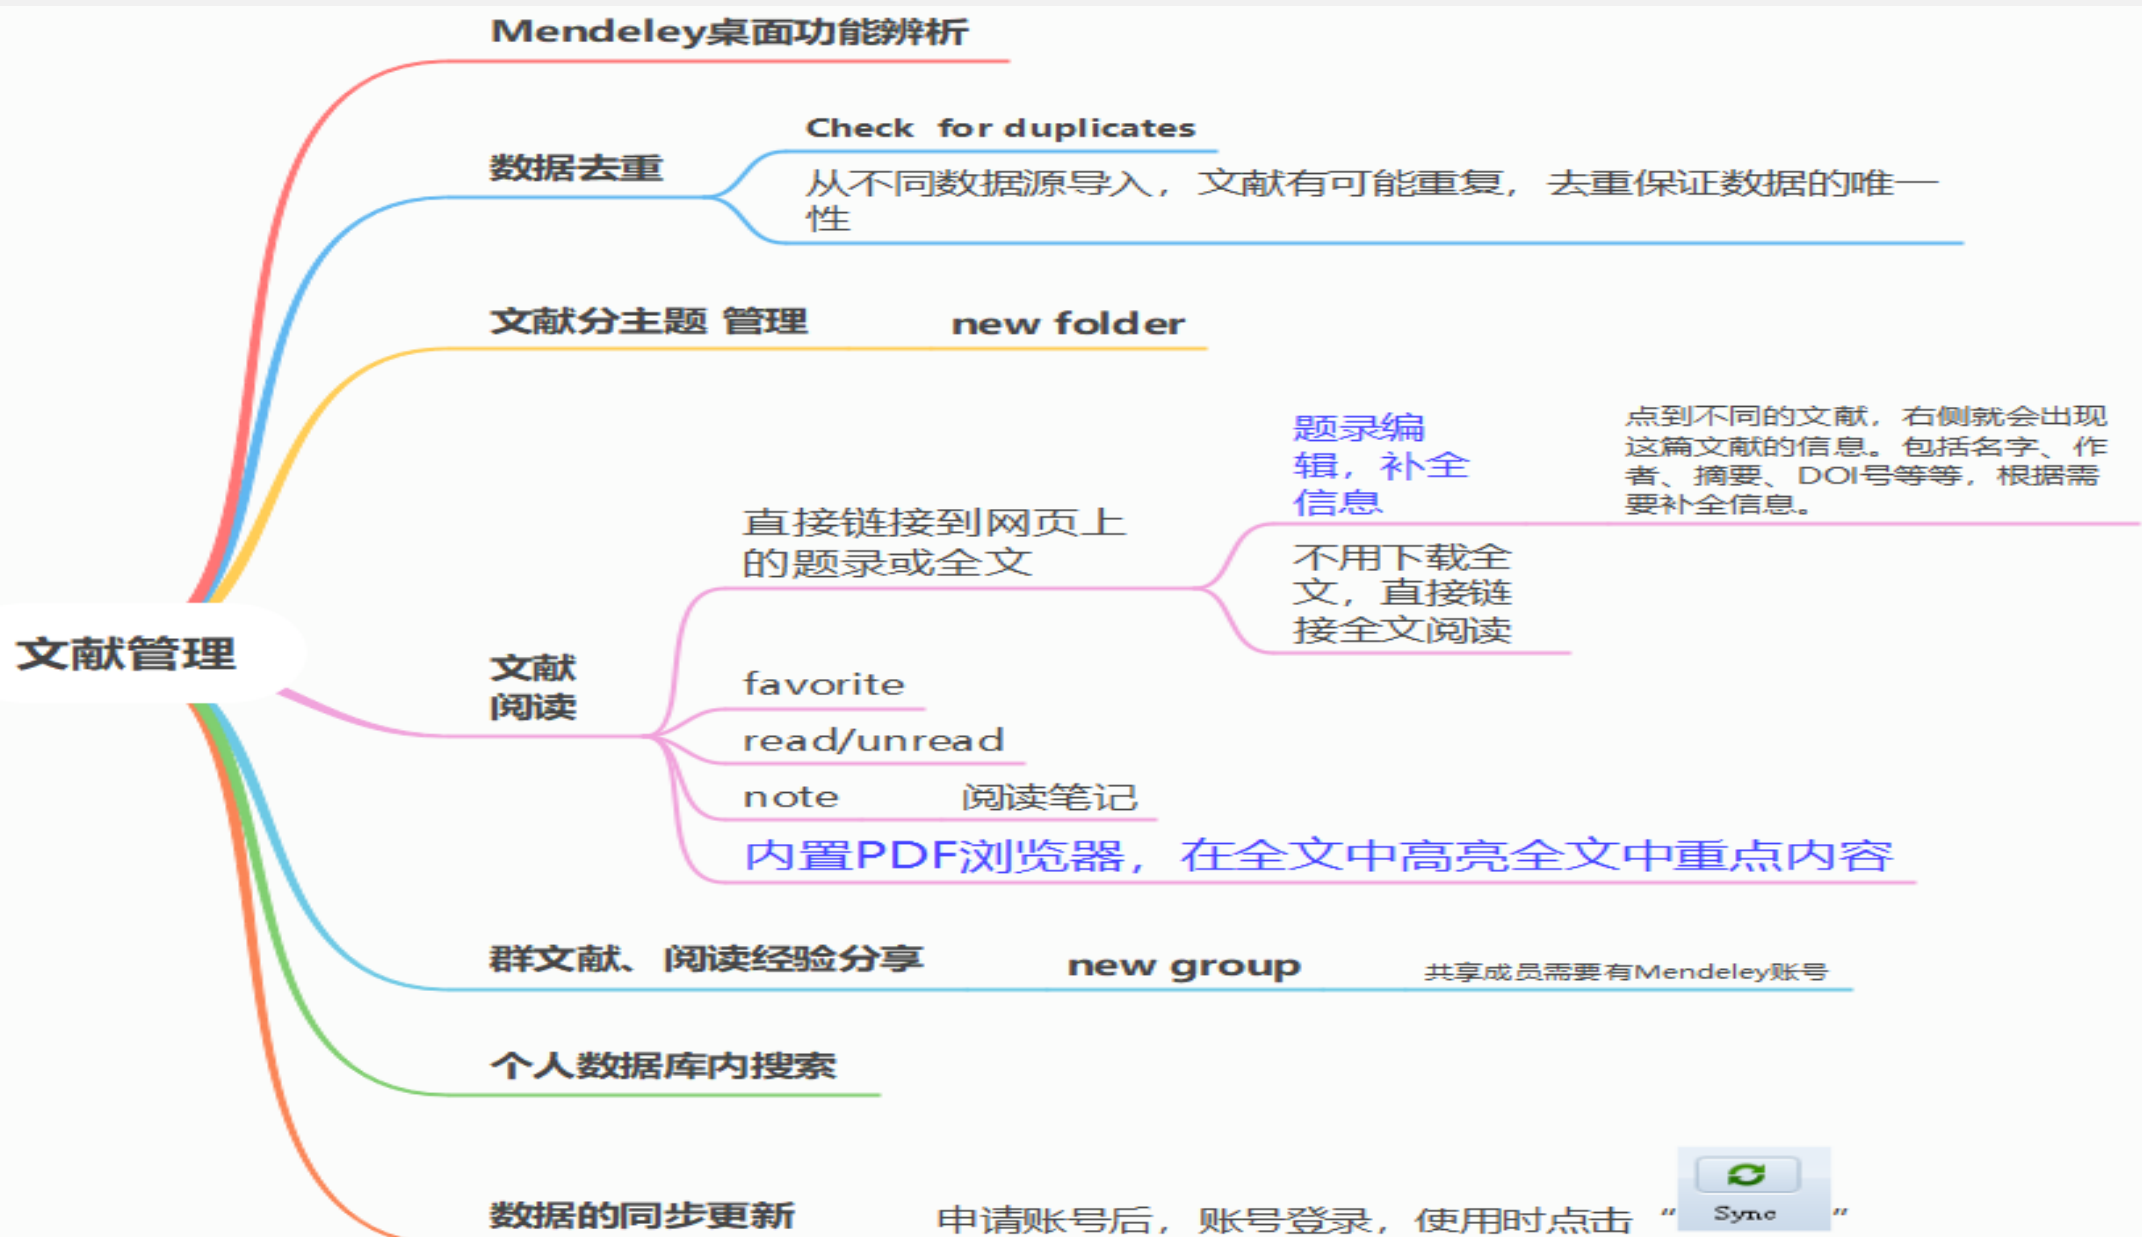 Mendeley桌面功能辨析
数据去重
Check for duplicates
从不同数据源导入，文献有可能重复，去重保证数据的唯一
性
文献分主题 管理
new folder
文献管理
文献
阅读
直接链接到网页上
的题录或全文
题录编
辑，补全
信息
点到不同的文献，右侧就会出现
这篇文献的信息。包括名字、作
者、摘要、DOI号等等，根据需
要补全信息。
不用下载全
文，直接链
接全文阅读
favorite
read/unread
note
阅读笔记
内置PDF浏览器，在全文中高亮全文中重点内容
群文献、阅读经验分享
new group
共享成员需要有Mendeley账号
个人数据库内搜索
数据的同步更新
申请账号后，账号登录，使用时点击“Sync”